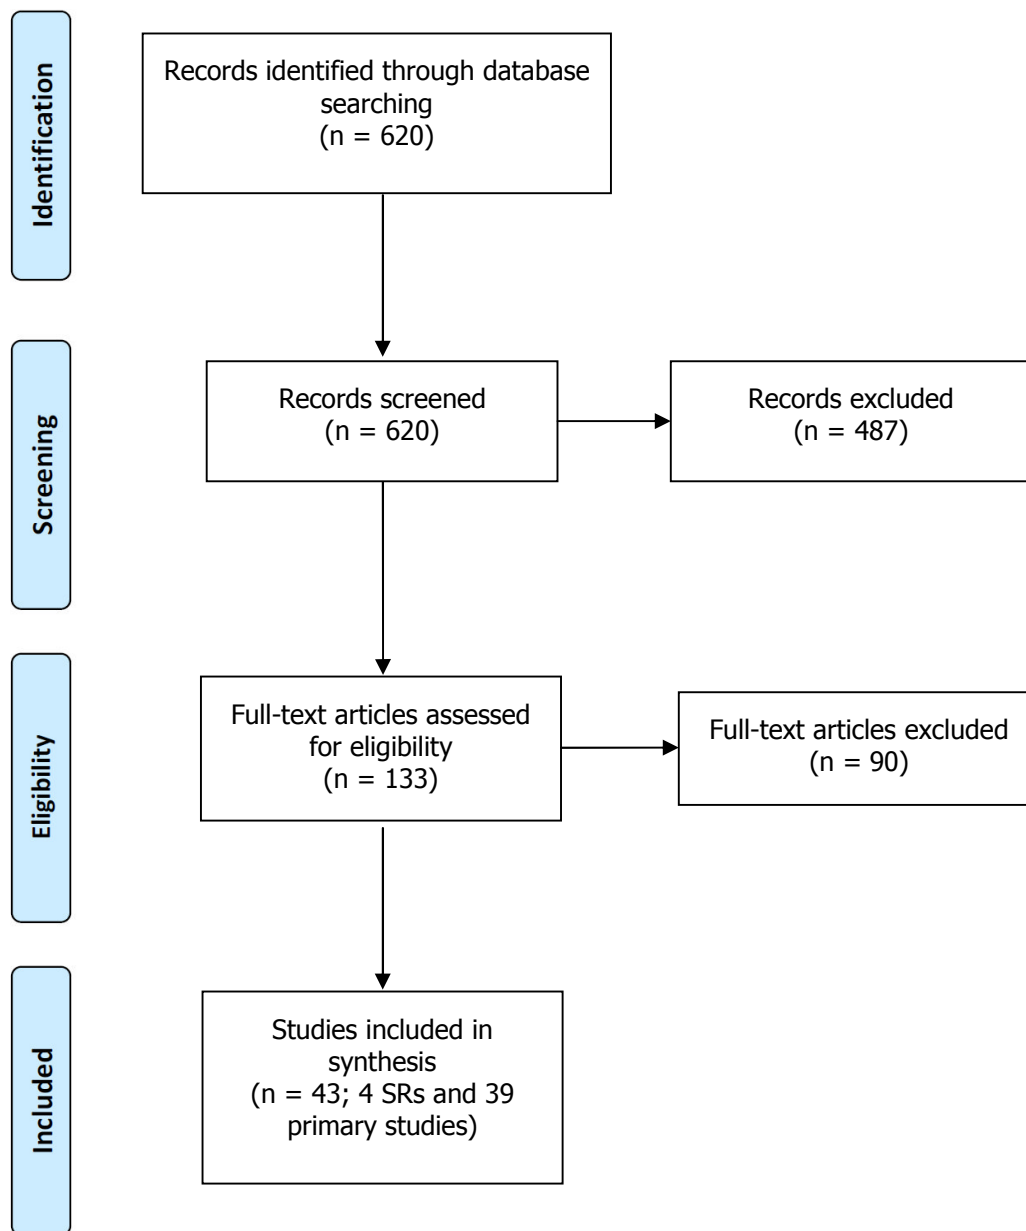 Identification
Records identified through database
searching
(n = 620)
Screening
Records screened
(n = 620)
Records excluded
(n = 487)
Eligibility
Full-text articles assessed
for eligibility
(n = 133)
Full-text articles excluded
(n = 90)
Included
Studies included in
synthesis
(n = 43; 4 SRs and 39
primary studies)